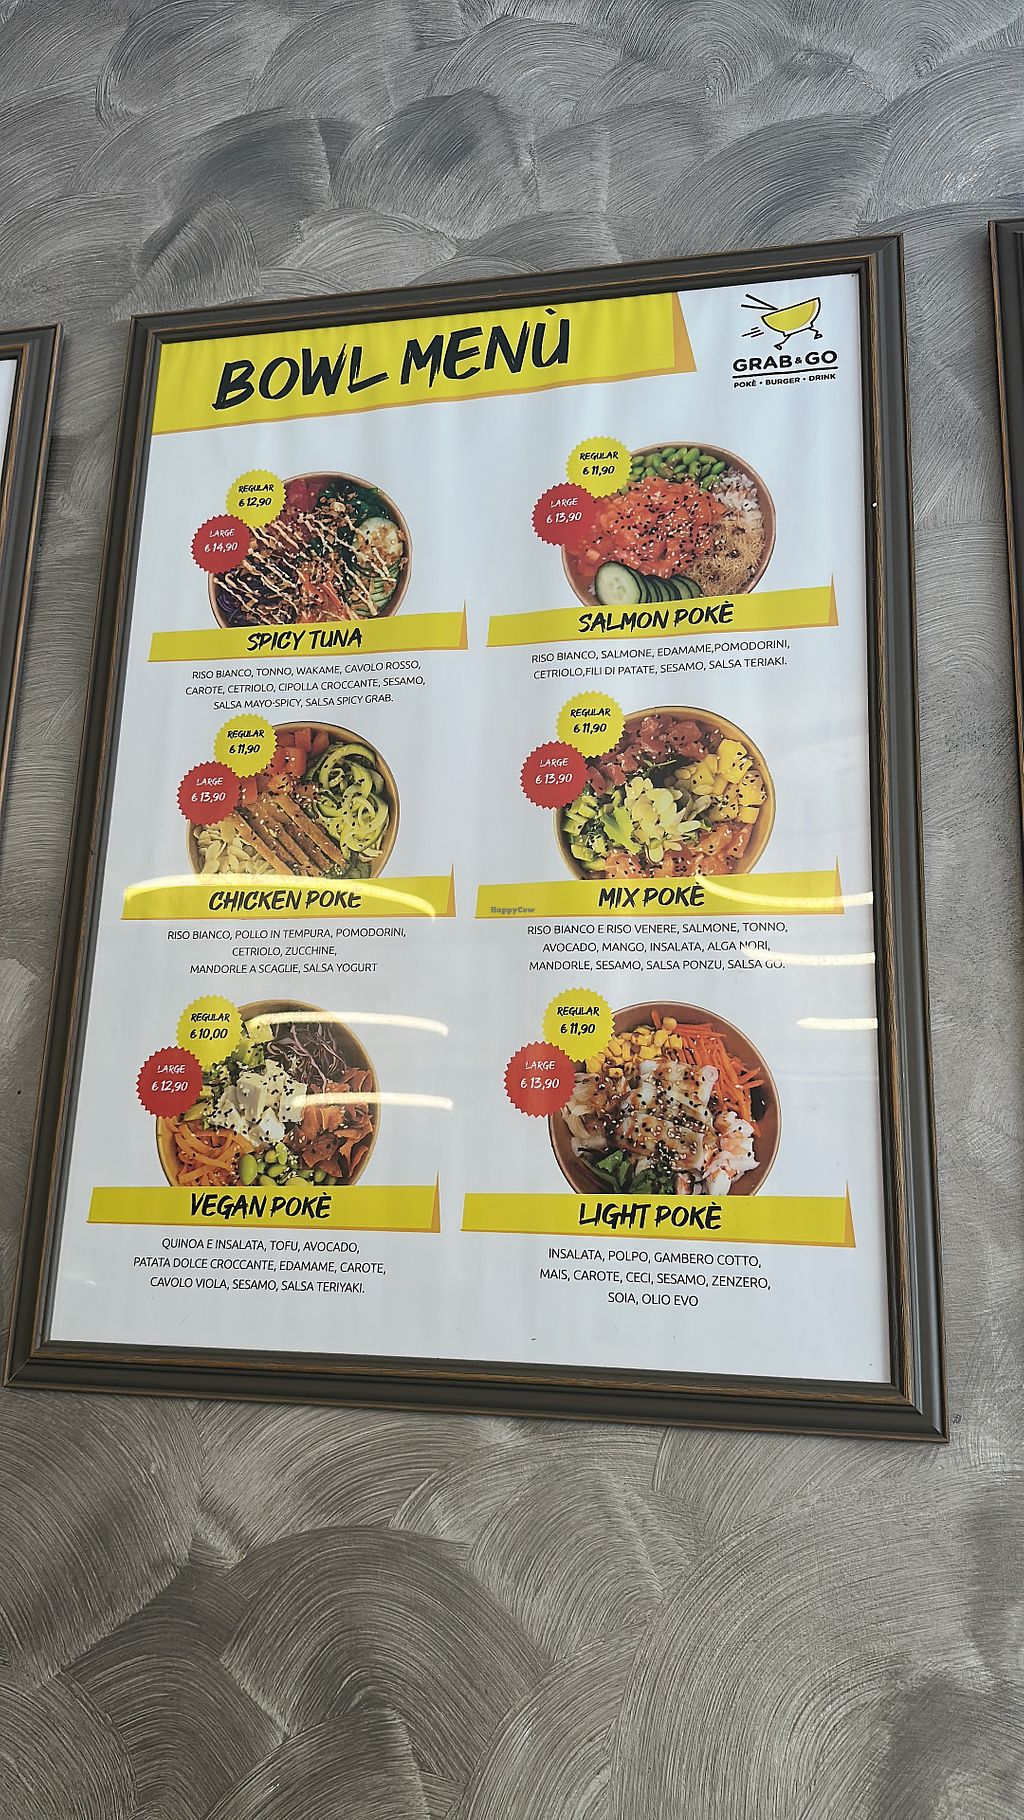 BOWL MENÙ
GRAB & GO
POKÈ • BURGER • DRINK
REGULAR
€ 12,90
LARGE
€ 14,90
SPICY TUNA
RISO BIANCO, TONNO, WAKAME, CAVOLO ROSSO,
CAROTE, CETRIOLO, CIPOLLA CROCCANTE, SESAMO,
SALSA MAYO-SPICY, SALSA SPICY GRAB.
REGULAR
€ 11,90
LARGE
€ 13,90
SALMON POKÈ
RISO BIANCO, SALMONE, EDAMAME,POMODORINI,
CETRIOLO,FILI DI PATATE, SESAMO, SALSA TERIAKI.
REGULAR
€ 11,90
LARGE
€ 13,90
CHICKEN POKÈ
RISO BIANCO, POLLO IN TEMPURA, POMODORINI,
CETRIOLO, ZUCCHINE,
MANDORLE A SCAGLIE, SALSA YOGURT
REGULAR
€ 11,90
LARGE
€ 13,90
HappyCow
MIX POKÈ
RISO BIANCO E RISO VENERE, SALMONE, TONNO,
AVOCADO, MANGO, INSALATA, ALGA NORI,
MANDORLE, SESAMO, SALSA PONZU, SALSA GO.
REGULAR
€ 10,00
LARGE
€ 12,90
VEGAN POKÈ
QUINOA E INSALATA, TOFU, AVOCADO,
PATATA DOLCE CROCCANTE, EDAMAME, CAROTE,
CAVOLO VIOLA, SESAMO, SALSA TERIYAKI.
REGULAR
€ 11,90
LARGE
€ 13,90
LIGHT POKÈ
INSALATA, POLPO, GAMBERO COTTO,
MAIS, CAROTE, CECI, SESAMO, ZENZERO,
SOIA, OLIO EVO